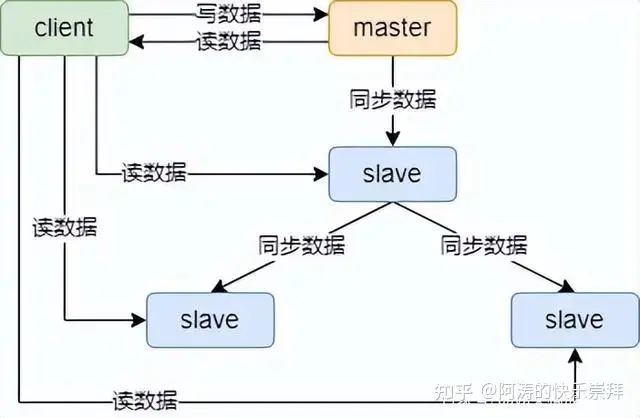 写数据
client
master
读数据
同步数据
读数据
slave
读数据
同步数据
同步数据
slave
slave
读数据
知乎 @阿涛的快乐崇拜